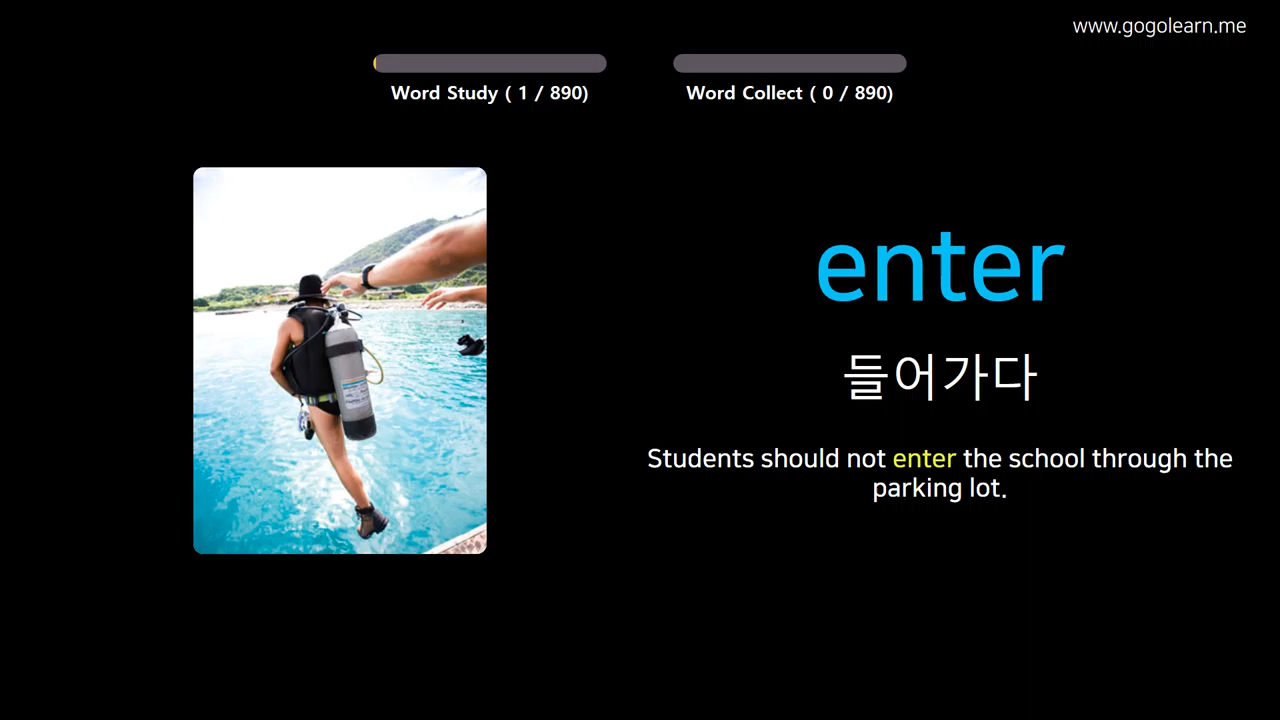 www.gogolearn.me
Word Study ( 1 / 890)
Word Collect ( 0 / 890)
enter
들어가다
Students should not enter the school through the
parking lot.